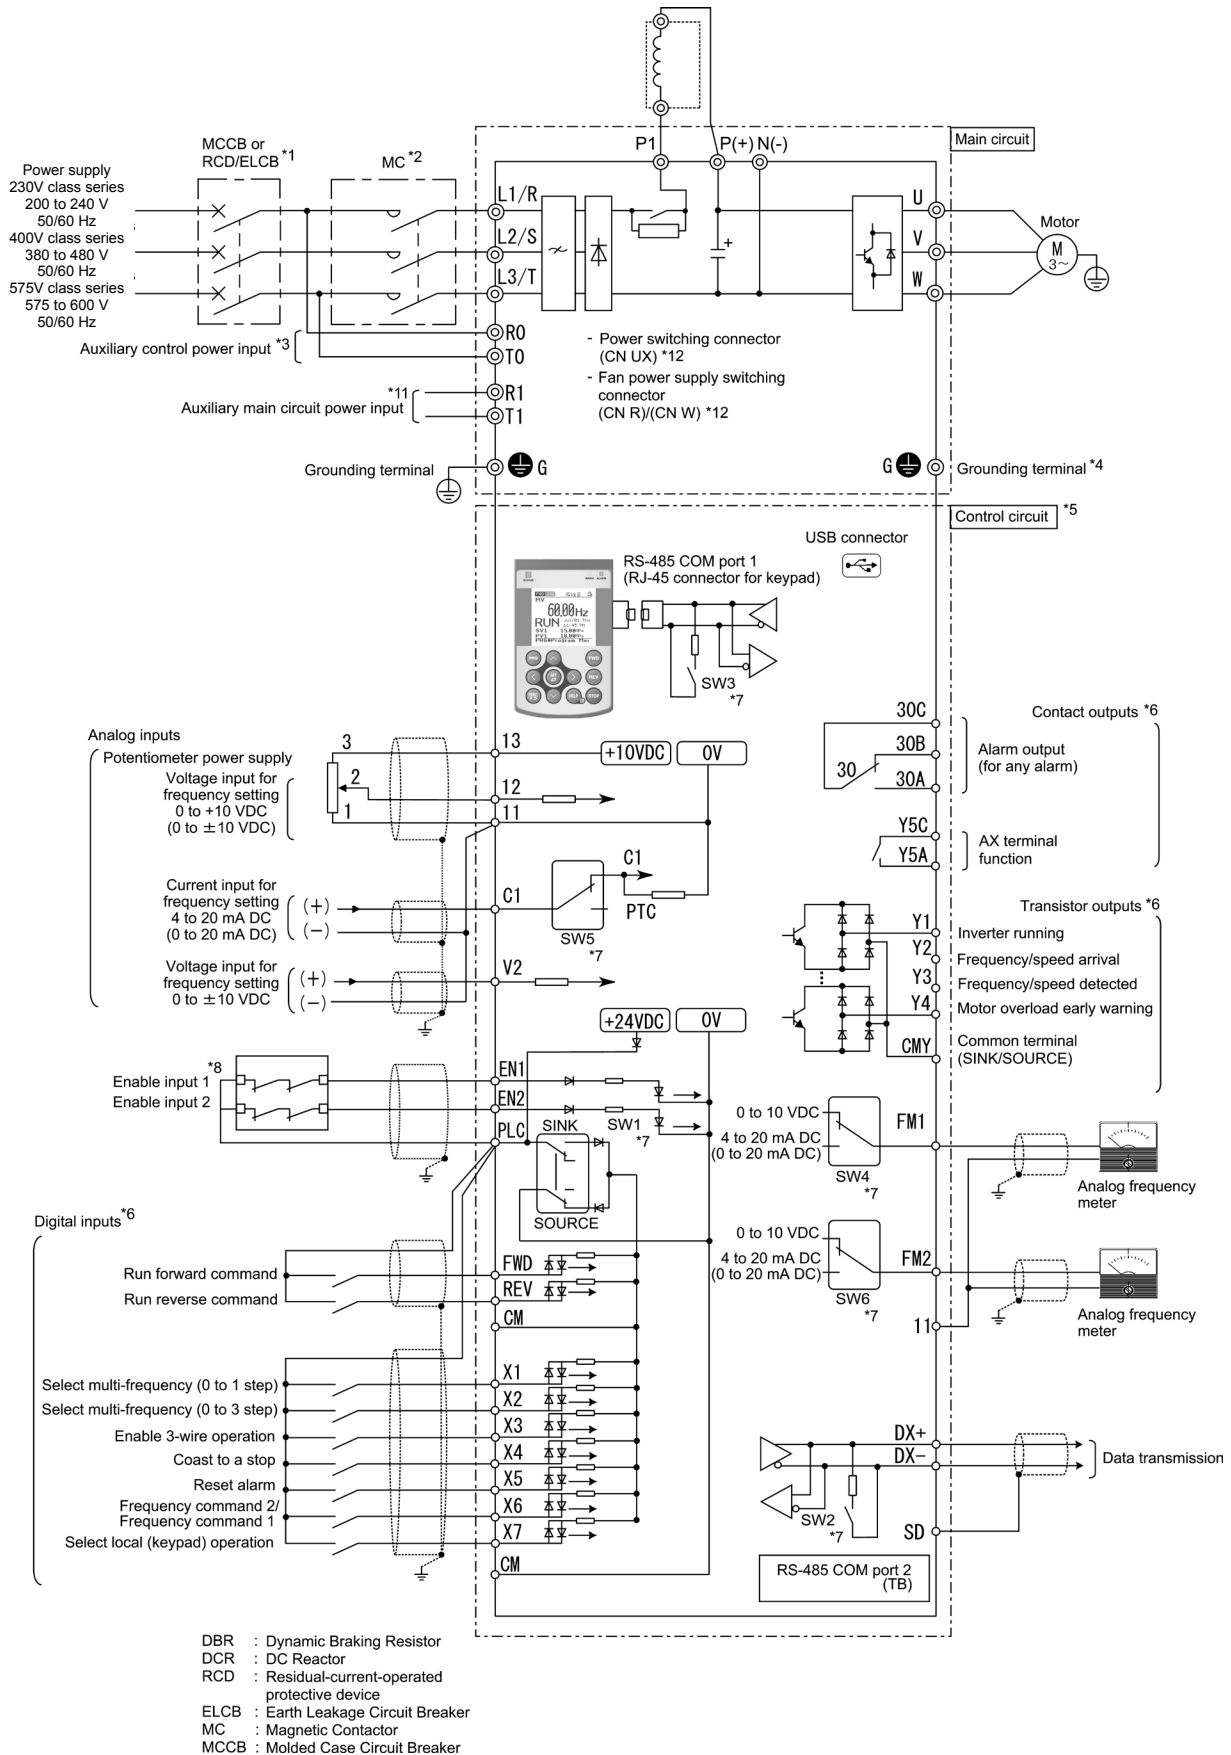 P1
P(+) N(-)
Main circuit
MCCB or
RCD/ELCB *1
MC *2
Power supply
230V class series
200 to 240 V
50/60 Hz
400V class series
380 to 480 V
50/60 Hz
575V class series
575 to 600 V
50/60 Hz
L1/R
L2/S
L3/T
+
U
V
W
Motor
M
3~
Auxiliary control power input *3
R0
T0
*11
Auxiliary main circuit power input
R1
T1
- Power switching connector
(CN UX) *12
- Fan power supply switching
connector
(CN R)/(CN W) *12
Grounding terminal
G
G
Grounding terminal *4
Control circuit *5
USB connector
RS-485 COM port 1
(RJ-45 connector for keypad)
60.00Hz
RUN
SW3
*7
Analog inputs
Potentiometer power supply
Voltage input for
frequency setting
0 to +10 VDC
(0 to ±10 VDC)
3
2
1
13
12
11
+10VDC
0V
Current input for
frequency setting
4 to 20 mA DC
(0 to 20 mA DC)
(+)
(-)
C1
C1
PTC
SW5
*7
Voltage input for
frequency setting
0 to ±10 VDC
(+)
(-)
V2
30C
30B
30
30A
Contact outputs *6
Alarm output
(for any alarm)
Y5C
Y5A
AX terminal
function
Transistor outputs *6
Y1
Inverter running
Y2
Frequency/speed arrival
Y3
Frequency/speed detected
Y4
Motor overload early warning
CMY
Common terminal
(SINK/SOURCE)
+24VDC
0V
*8
Enable input 1
Enable input 2
EN1
EN2
PLC
SINK
SW1
*7
SOURCE
0 to 10 VDC
4 to 20 mA DC
(0 to 20 mA DC)
SW4
*7
FM1
Analog frequency
meter
0 to 10 VDC
4 to 20 mA DC
(0 to 20 mA DC)
SW6
*7
FM2
11
Analog frequency
meter
Digital inputs *6
Run forward command
Run reverse command
FWD
REV
CM
Select multi-frequency (0 to 1 step)
X1
Select multi-frequency (0 to 3 step)
X2
Enable 3-wire operation
X3
Coast to a stop
X4
Reset alarm
X5
Frequency command 2/
Frequency command 1
X6
Select local (keypad) operation
X7
CM
DX+
DX-
Data transmission
SW2
*7
SD
RS-485 COM port 2
(TB)
DBR : Dynamic Braking Resistor
DCR : DC Reactor
RCD : Residual-current-operated
protective device
ELCB : Earth Leakage Circuit Breaker
MC : Magnetic Contactor
MCCB : Molded Case Circuit Breaker